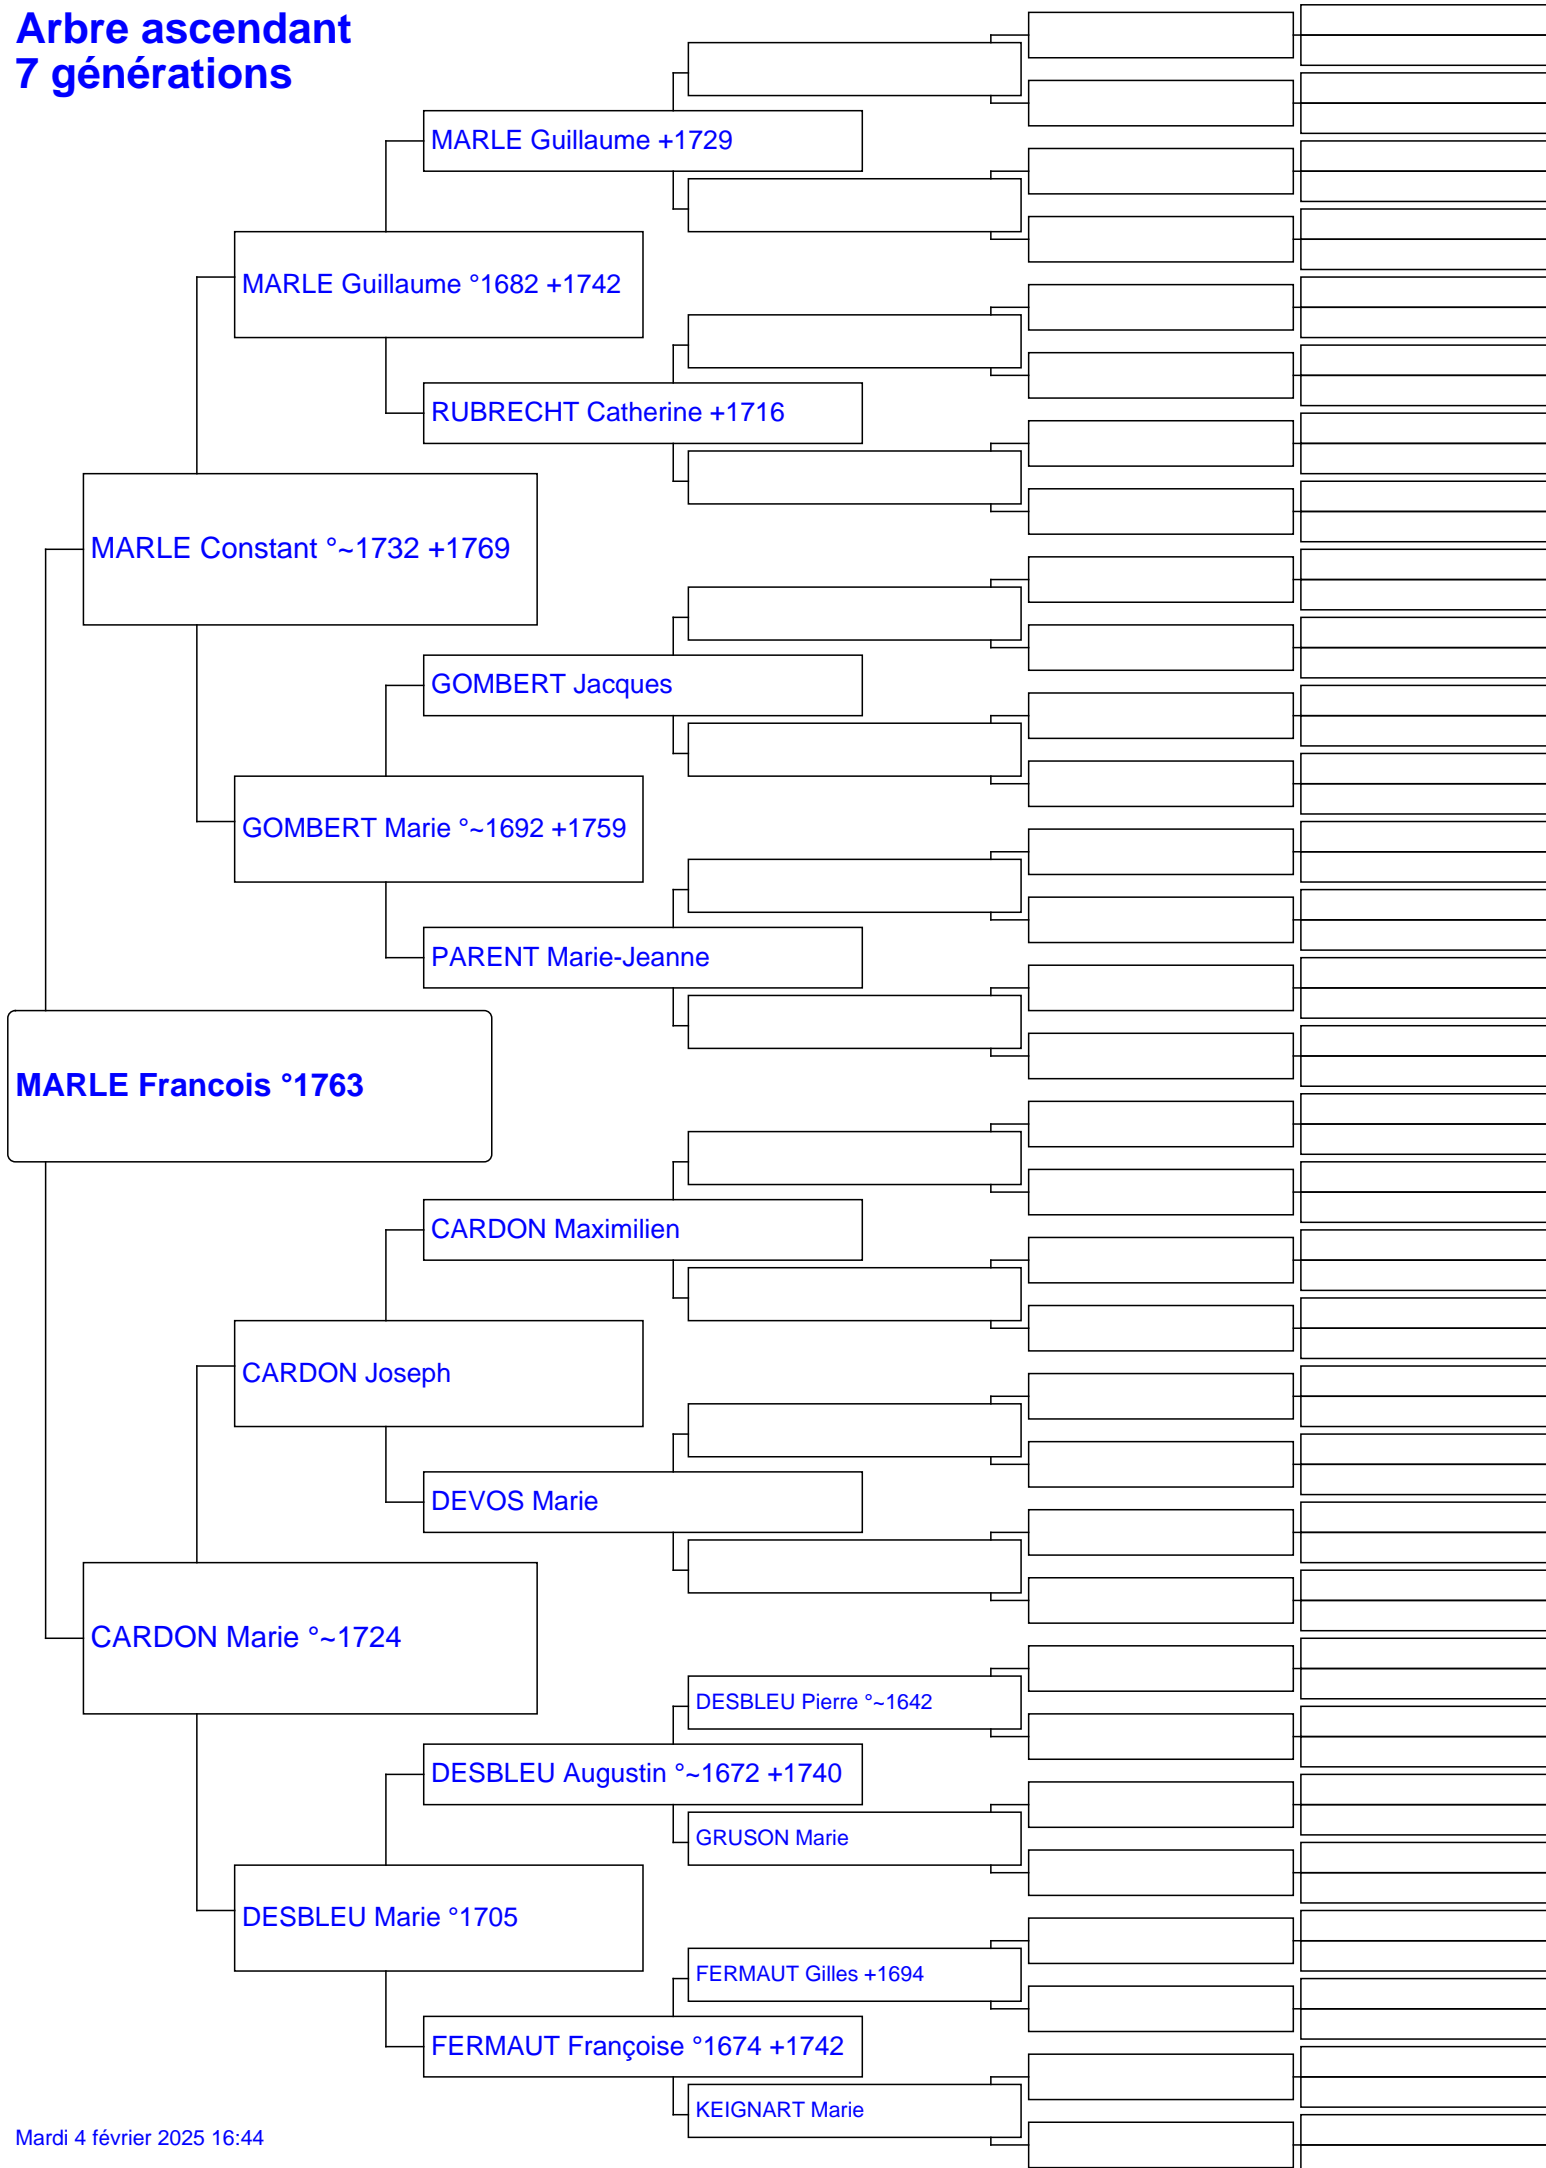 Arbre ascendant
7 générations
MARLE Guillaume +1729
MARLE Guillaume °1682 +1742
RUBRECHT Catherine +1716
MARLE Constant °~1732 +1769
GOMBERT Jacques
GOMBERT Marie °~1692 +1759
PARENT Marie-Jeanne
MARLE Francois °1763
CARDON Maximilien
CARDON Joseph
DEVOS Marie
CARDON Marie °~1724
DESBLEU Pierre °~1642
DESBLEU Augustin °~1672 +1740
GRUSON Marie
DESBLEU Marie °1705
FERMAUT Gilles +1694
FERMAUT Françoise °1674 +1742
KEIGNART Marie
Mardi 4 février 2025 16:44